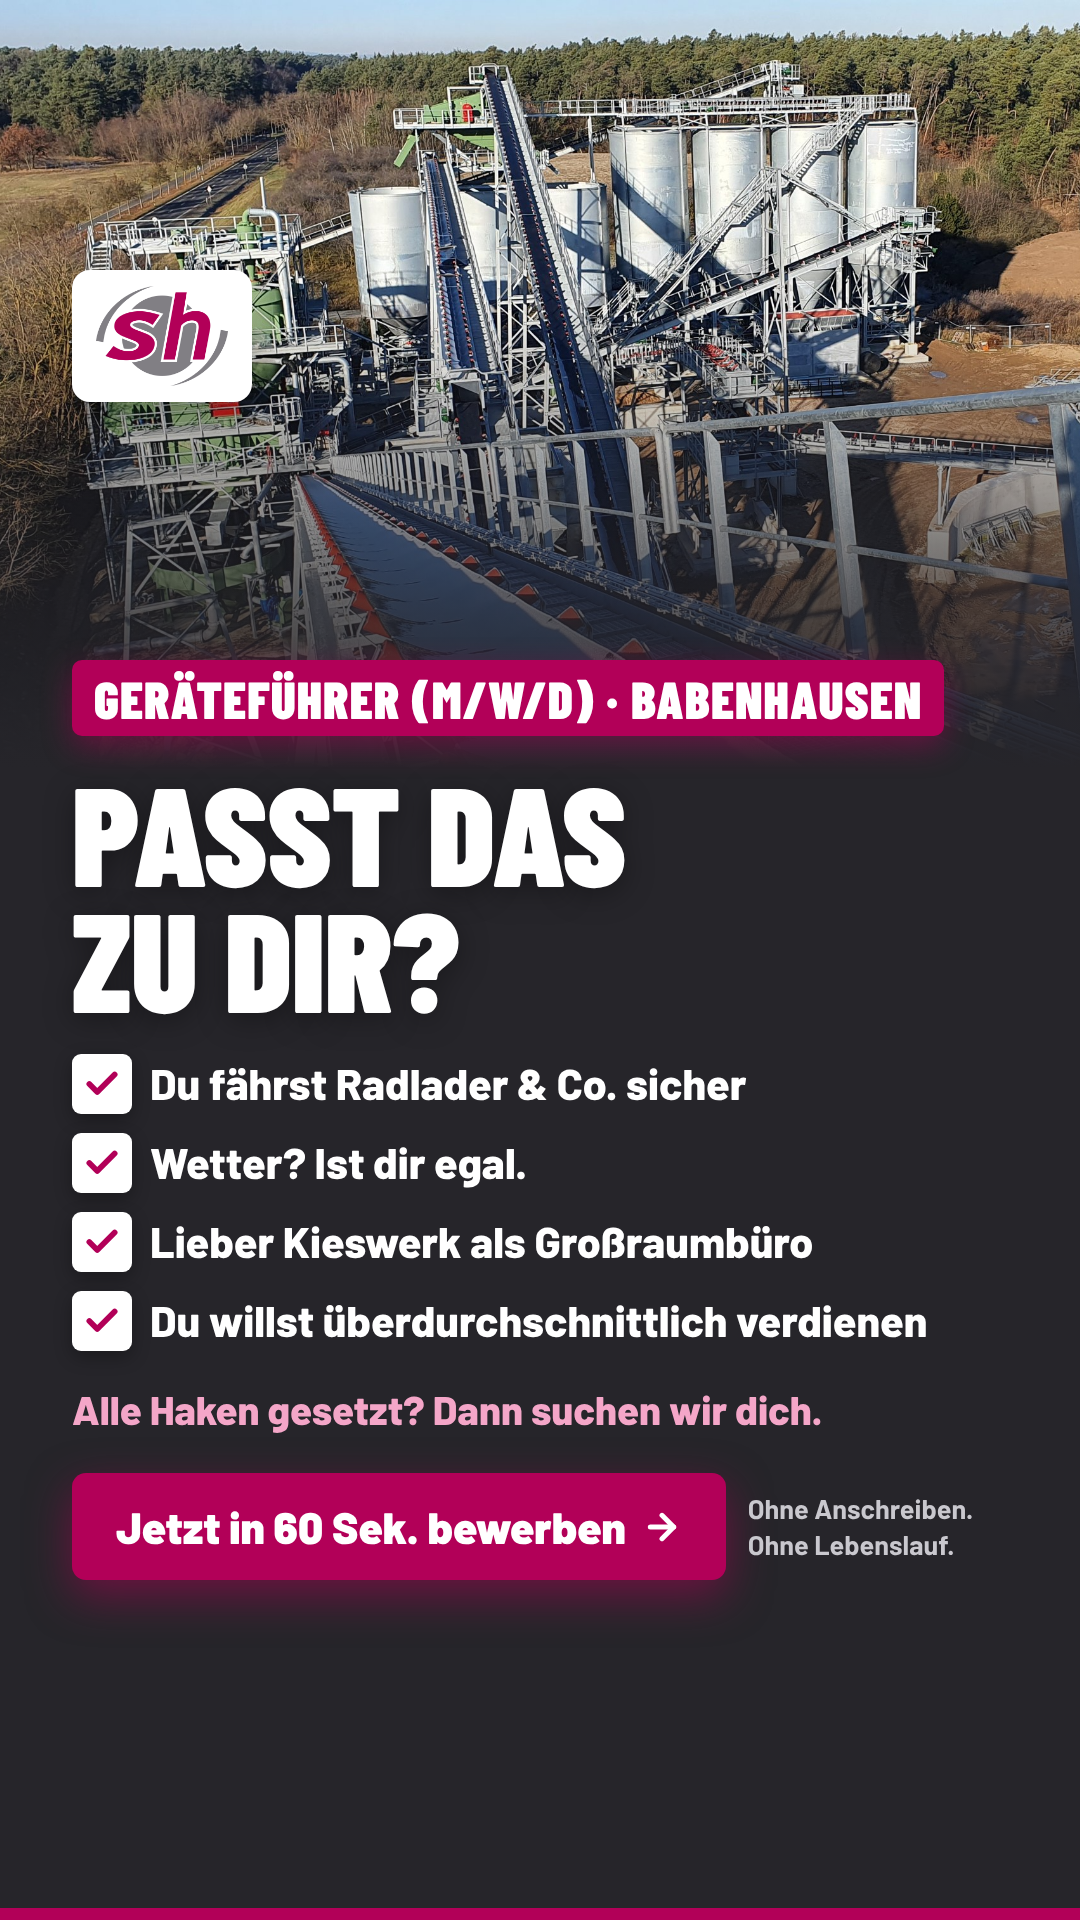 sh
GERÄTEFÜHRER (M/W/D) · BABENHAUSEN
PASST DAS
ZU DIR?
Du fährst Radlader & Co. sicher
Wetter? Ist dir egal.
Lieber Kieswerk als Großraumbüro
Du willst überdurchschnittlich verdienen
Alle Haken gesetzt? Dann suchen wir dich.
Jetzt in 60 Sek. bewerben →
Ohne Anschreiben.
Ohne Lebenslauf.